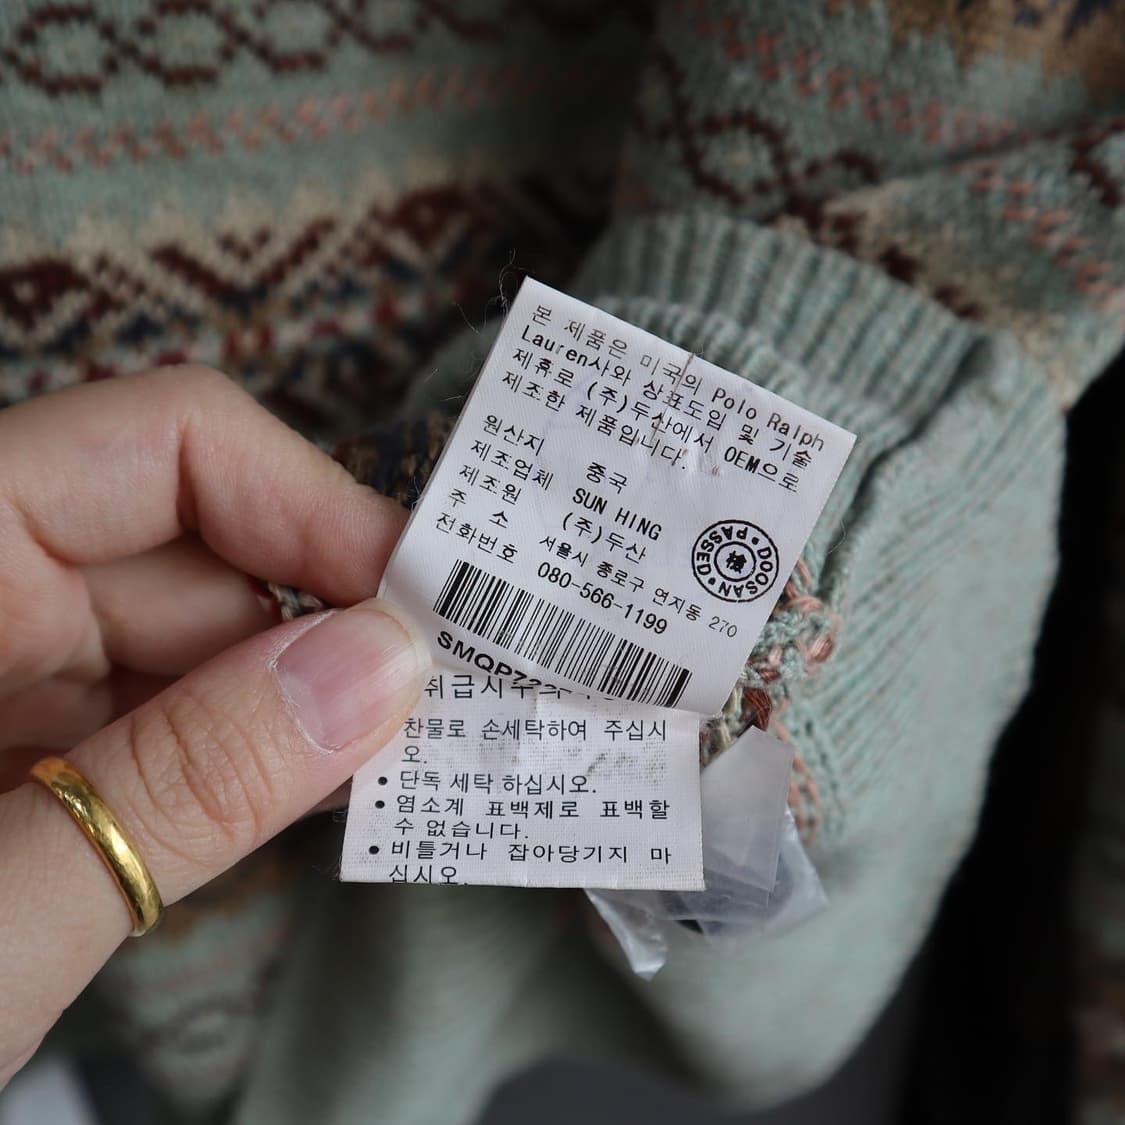 본 제품은 미국의 Polo Ralph
Lauren사와 상표도입 및 기술
제휴로 (주)두산에서 OEM으로
제조한 제품입니다.
원산지 중국
제조업체 SUN HING
제조원 (주)두산
주 소 서울시 종로구 연지동 270
전화번호 080-566-1199
DOOSAN • PASSED •
檢
SMQP7
취급시
찬물로 손세탁하여 주십시
오.
• 단독 세탁 하십시오.
• 염소계 표백제로 표백할
수 없습니다.
• 비틀거나 잡아당기지 마
십시오.